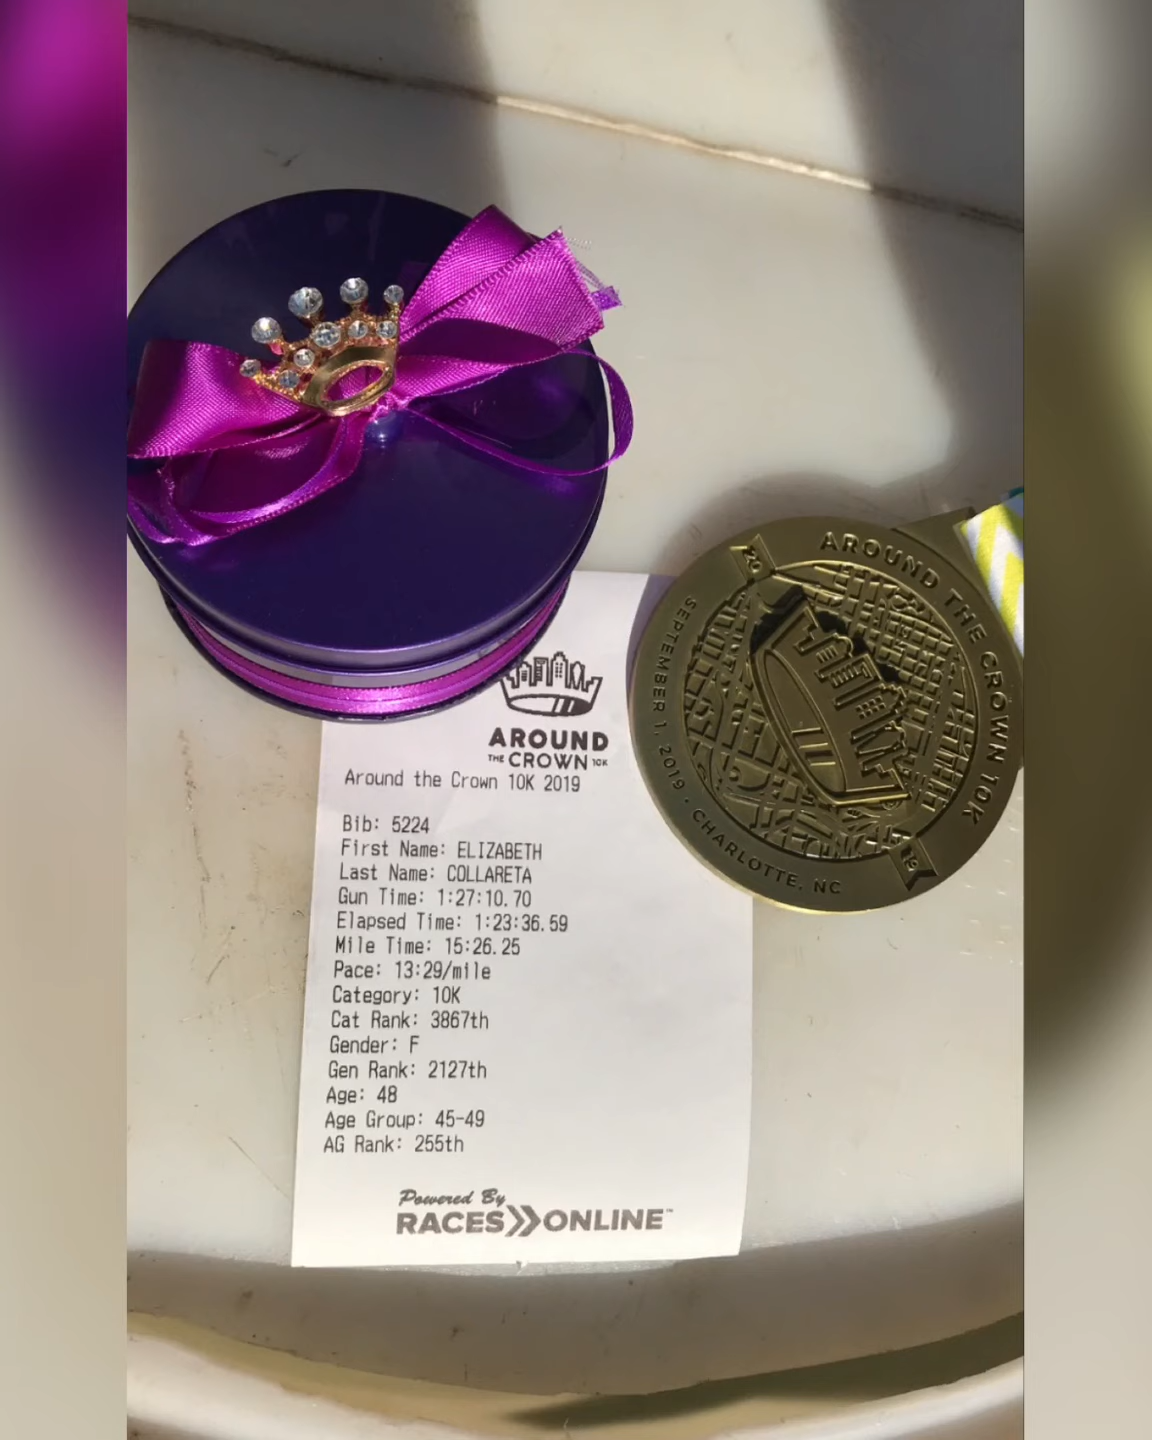 AROUND
THE CROWN 10K
Around the Crown 10K 2019
Bib: 5224
First Name: ELIZABETH
Last Name: COLLARETA
Gun Time: 1:27:10.70
Elapsed Time: 1:23:36.59
Mile Time: 15:26.25
Pace: 13:29/mile
Category: 10K
Cat Rank: 3867th
Gender: F
Gen Rank: 2127th
Age: 48
Age Group: 45-49
AG Rank: 255th
Powered By
RACES ONLINE™
20
AROUND THE CROWN 10K
19
SEPTEMBER 1, 2019 • CHARLOTTE, NC